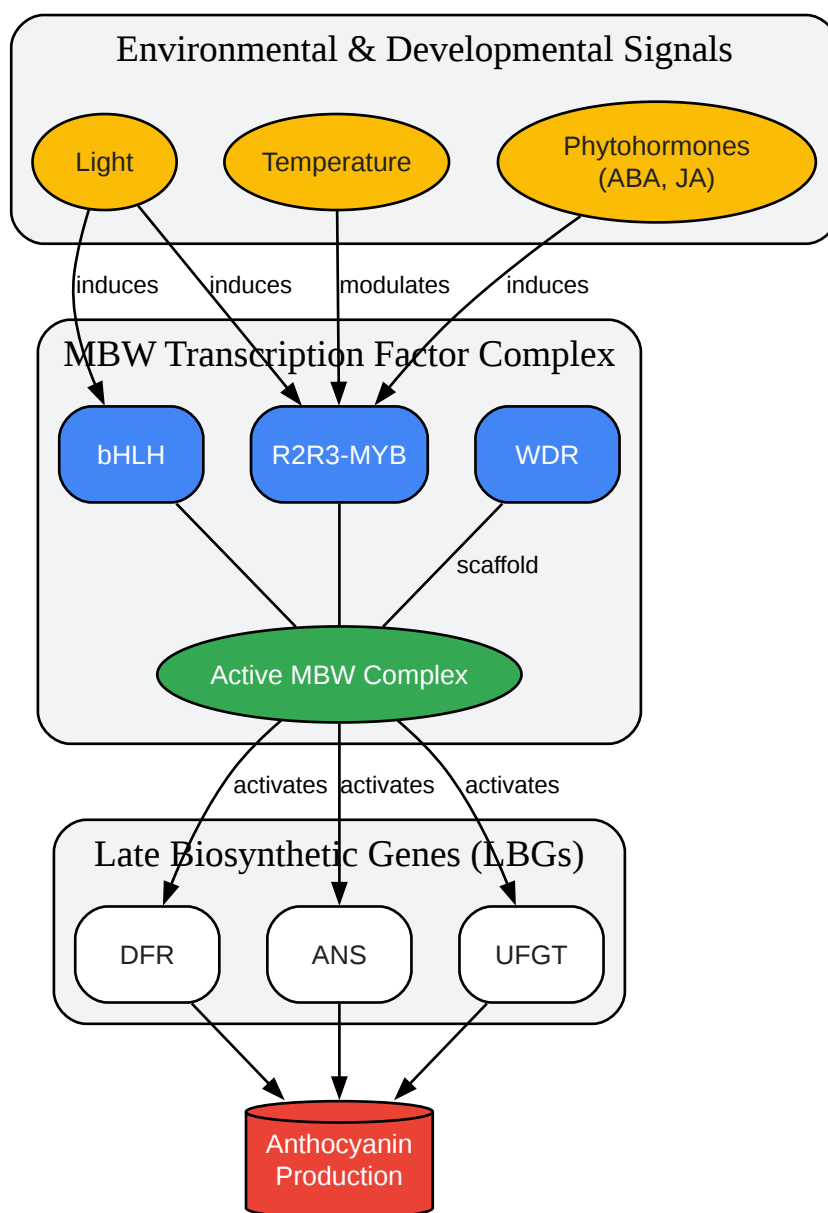 Environmental & Developmental Signals
Light
Temperature
Phytohormones
(ABA, JA)
induces
induces
modulates
induces
MBW Transcription Factor Complex
bHLH
R2R3-MYB
WDR
scaffold
Active MBW Complex
activates
activates
activates
Late Biosynthetic Genes (LBGs)
DFR
ANS
UFGT
Anthocyanin
Production